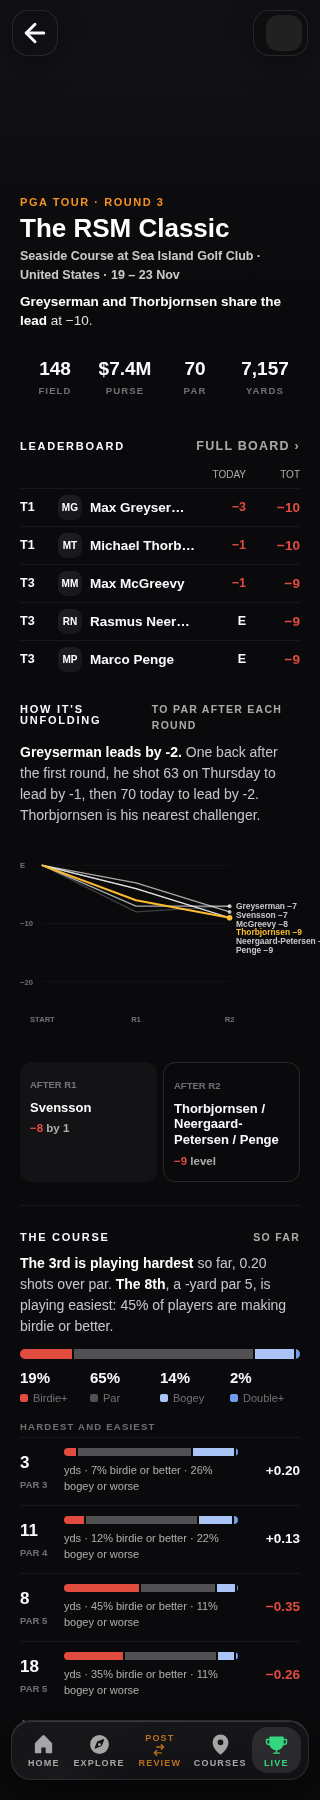 PGA TOUR · ROUND 3
The RSM Classic
Seaside Course at Sea Island Golf Club ·
United States · 19 – 23 Nov
Greyserman and Thorbjornsen share the
lead at −10.
148 $7.4M 70 7,157
FIELD PURSE PAR YARDS
LEADERBOARD FULL BOARD ›
TODAY TOT
T1 MG Max Greyser… −3 −10
T1 MT Michael Thorb… −1 −10
T3 MM Max McGreevy −1 −9
T3 RN Rasmus Neer… E −9
T3 MP Marco Penge E −9
HOW IT'S UNFOLDING
TO PAR AFTER EACH ROUND
Greyserman leads by -2. One back after
the first round, he shot 63 on Thursday to
lead by -1, then 70 today to lead by -2.
Thorbjornsen is his nearest challenger.
E
−10
−20
Greyserman −7
Svensson −7
McGreevy −8
Thorbjornsen −9
Neergaard-Petersen −
Penge −9
START R1 R2
AFTER R1
Svensson
−8 by 1
AFTER R2
Thorbjornsen /
Neergaard-
Petersen / Penge
−9 level
THE COURSE SO FAR
The 3rd is playing hardest so far, 0.20
shots over par. The 8th, a -yard par 5, is
playing easiest: 45% of players are making
birdie or better.
19% 65% 14% 2%
Birdie+ Par Bogey Double+
HARDEST AND EASIEST
3
PAR 3
yds · 7% birdie or better · 26%
bogey or worse
+0.20
11
PAR 4
yds · 12% birdie or better · 22%
bogey or worse
+0.13
8
PAR 5
yds · 45% birdie or better · 11%
bogey or worse
−0.35
18
PAR 5
yds · 35% birdie or better · 11%
bogey or worse
−0.26
HOME EXPLORE POST REVIEW COURSES LIVE